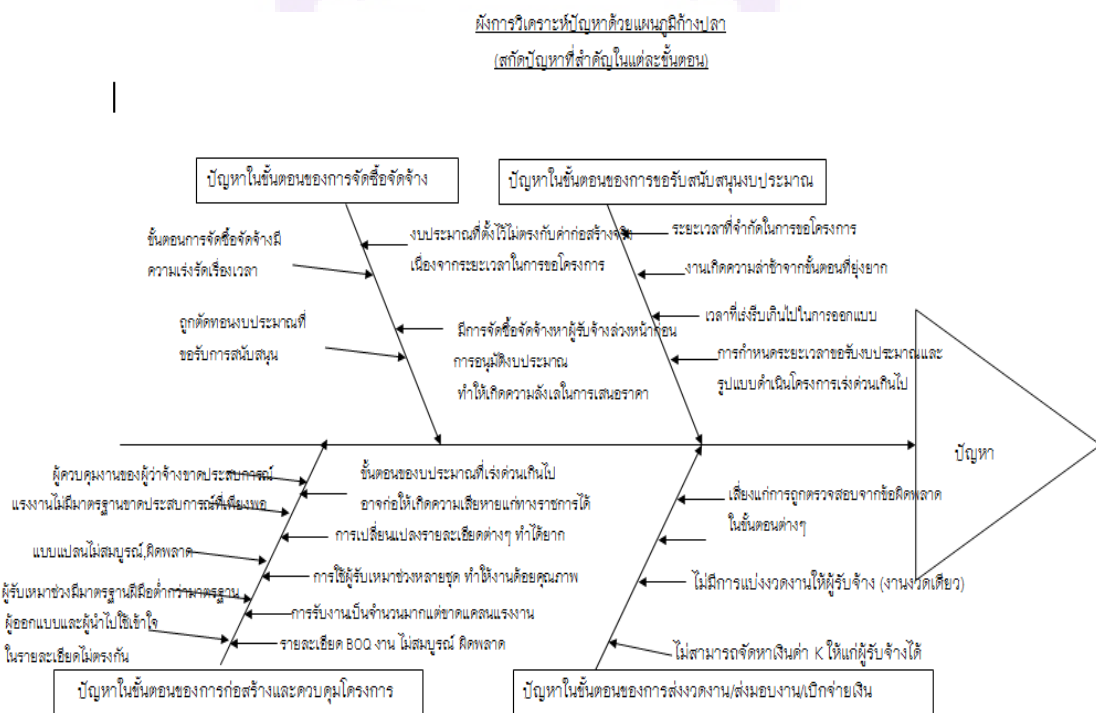 ผังการวิเคราะห์ปัญหาด้วยแผนภูมิก้างปลา
(สกัดปัญหาที่สำคัญในแต่ละขั้นตอน)
ปัญหาในขั้นตอนของการจัดซื้อจัดจ้าง
ขั้นตอนการจัดซื้อจัดจ้างมี
ความเร่งรัดเรื่องเวลา
ถูกตัดทอนงบประมาณที่
ขอรับการสนับสนุน
งบประมาณที่ตั้งไว้ไม่ตรงกับค่าก่อสร้างจริง
เนื่องจากระยะเวลาในการขอโครงการ
มีการจัดซื้อจัดจ้างหาผู้รับจ้างล่วงหน้าก่อน
การอนุมัติงบประมาณ
ทำให้เกิดความลังเลในการเสนอราคา
ปัญหาในขั้นตอนของการขอรับสนับสนุนงบประมาณ
ระยะเวลาที่จำกัดในการขอโครงการ
งานเกิดความล่าช้าจากขั้นตอนที่ยุ่งยาก
เวลาที่เร่งรีบเกินไปในการออกแบบ
การกำหนดระยะเวลาขอรับงบประมาณและ
รูปแบบดำเนินโครงการเร่งด่วนเกินไป
ปัญหา
ผู้ควบคุมงานของผู้ว่าจ้างขาดประสบการณ์
แรงงานไม่มีมาตรฐานขาดประสบการณ์ที่เพียงพอ
แบบแปลนไม่สมบูรณ์,ผิดพลาด
ผู้รับเหมาช่วงมีมาตรฐานฝีมือต่ำกว่ามาตรฐาน
ผู้ออกแบบและผู้นำไปใช้เข้าใจ
ในรายละเอียดไม่ตรงกัน
ขั้นตอนของบประมาณที่เร่งด่วนเกินไป
อาจก่อให้เกิดความเสียหายแก่ทางราชการได้
การเปลี่ยนแปลงรายละเอียดต่างๆ ทำได้ยาก
การใช้ผู้รับเหมาช่วงหลายชุด ทำให้งานด้อยคุณภาพ
การรับงานเป็นจำนวนมากแต่ขาดแคลนแรงงาน
รายละเอียด BOQ งาน ไม่สมบูรณ์ ผิดพลาด
ปัญหาในขั้นตอนของการก่อสร้างและควบคุมโครงการ
เสี่ยงแก่การถูกตรวจสอบจากข้อผิดพลาด
ในขั้นตอนต่างๆ
ไม่มีการแบ่งงวดงานให้ผู้รับจ้าง (งานงวดเดียว)
ไม่สามารถจัดหาเงินค่า K ให้แก่ผู้รับจ้างได้
ปัญหาในขั้นตอนของการส่งงวดงาน/ส่งมอบงาน/เบิกจ่ายเงิน